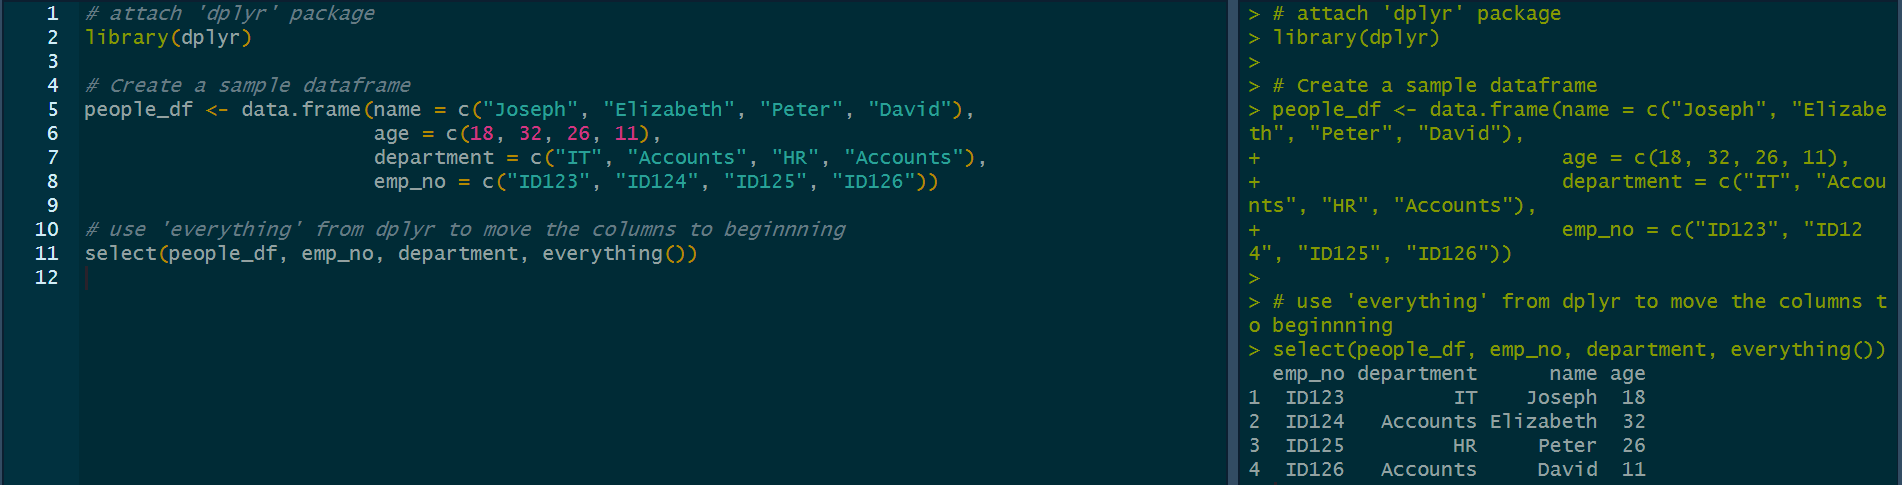 1 # attach 'dplyr' package
2 library(dplyr)
3
4 # Create a sample dataframe
5 people_df <- data.frame(name = c("Joseph", "Elizabeth", "Peter", "David"),
6                         age = c(18, 32, 26, 11),
7                         department = c("IT", "Accounts", "HR", "Accounts"),
8                         emp_no = c("ID123", "ID124", "ID125", "ID126"))
9
10 # use 'everything' from dplyr to move the columns to beginnning
11 select(people_df, emp_no, department, everything())
12
> # attach 'dplyr' package
> library(dplyr)
>
> # Create a sample dataframe
> people_df <- data.frame(name = c("Joseph", "Elizabe
th", "Peter", "David"),
+                         age = c(18, 32, 26, 11),
+                         department = c("IT", "Accou
nts", "HR", "Accounts"),
+                         emp_no = c("ID123", "ID12
4", "ID125", "ID126"))
>
> # use 'everything' from dplyr to move the columns t
o beginnning
> select(people_df, emp_no, department, everything())
  emp_no department      name age
1  ID123         IT    Joseph  18
2  ID124   Accounts Elizabeth  32
3  ID125         HR     Peter  26
4  ID126   Accounts     David  11